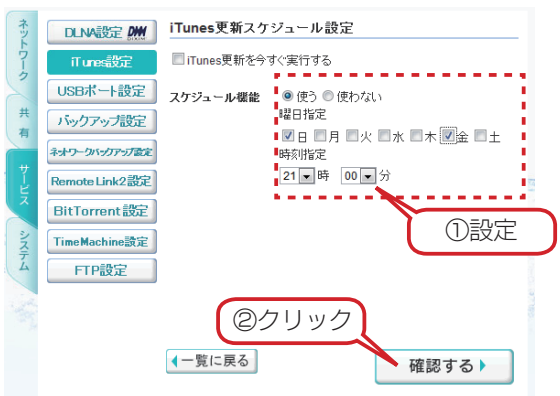 ネットワーク
共有
サービス
システム
DLNA設定 DiXiM
iTunes設定
USBポート設定
バックアップ設定
ネットワークバックアップ設定
Remote Link2設定
BitTorrent設定
TimeMachine設定
FTP設定
iTunes更新スケジュール設定
iTunes更新を今すぐ実行する
スケジュール機能
使う 使わない
曜日指定
日 月 火 水 木 金 土
時刻指定
21 時 00 分
①設定
②クリック
一覧に戻る
確認する